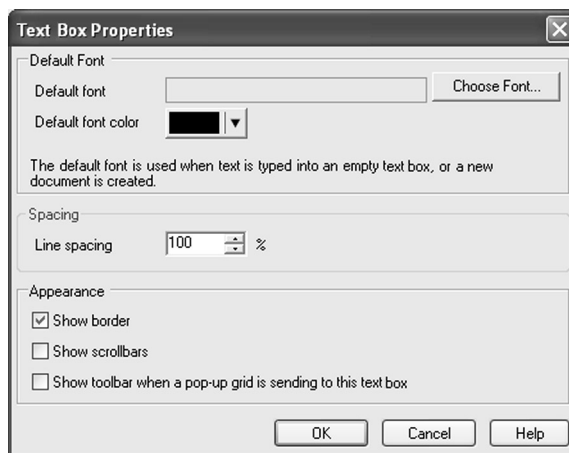 Text Box Properties
Default Font
Default font
Choose Font...
Default font color
The default font is used when text is typed into an empty text box, or a new
document is created.
Spacing
Line spacing 100 %
Appearance
Show border
Show scrollbars
Show toolbar when a pop-up grid is sending to this text box
OK Cancel Help